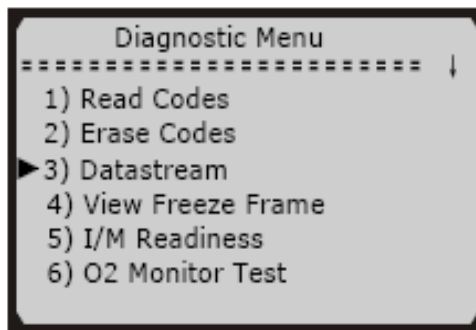 Diagnostic Menu
========================= ↓
1) Read Codes
2) Erase Codes
▶3) Datastream
4) View Freeze Frame
5) I/M Readiness
6) O2 Monitor Test